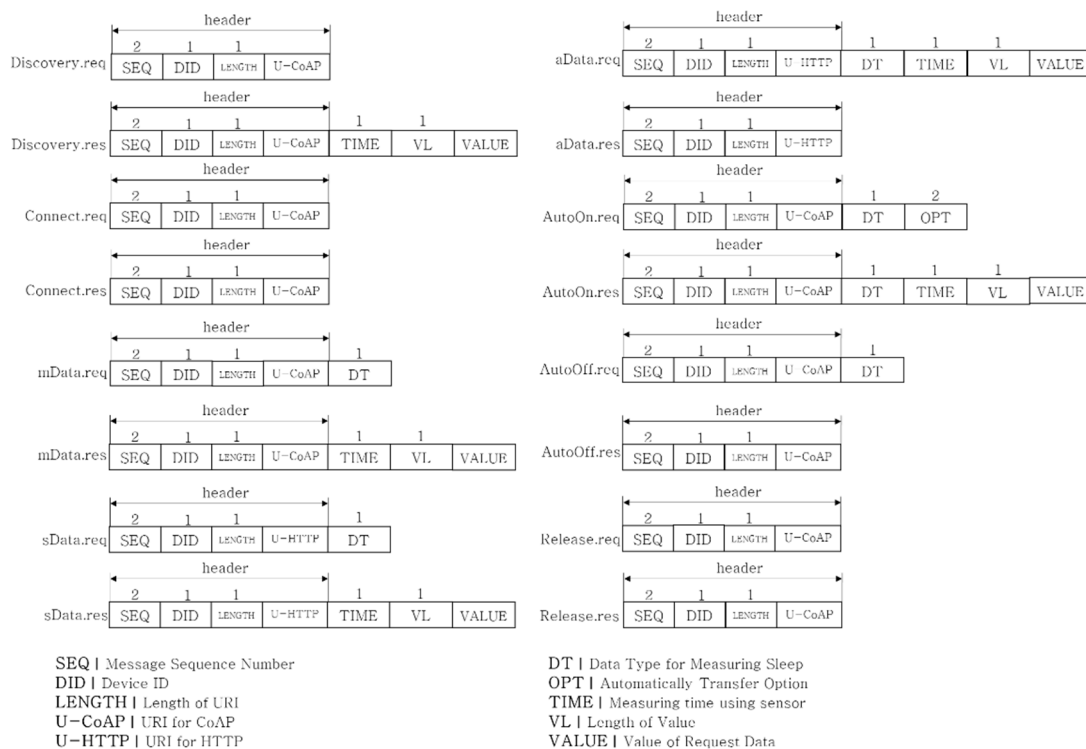 header
2 1 1
Discovery.req SEQ DID LENGTH U-CoAP
header
2 1 1 1 1
Discovery.res SEQ DID LENGTH U-CoAP TIME VL VALUE
header
2 1 1
Connect.req SEQ DID LENGTH U-CoAP
header
2 1 1
Connect.res SEQ DID LENGTH U-CoAP
header
2 1 1 1
mData.req SEQ DID LENGTH U-CoAP DT
header
2 1 1 1 1
mData.res SEQ DID LENGTH U-CoAP TIME VL VALUE
header
2 1 1 1
sData.req SEQ DID LENGTH U-HTTP DT
header
2 1 1 1 1
sData.res SEQ DID LENGTH U-HTTP TIME VL VALUE
header
2 1 1 1 1 1
aData.req SEQ DID LENGTH U-HTTP DT TIME VL VALUE
header
2 1 1
aData.res SEQ DID LENGTH U-HTTP
header
2 1 1 1 2
AutoOn.req SEQ DID LENGTH U-CoAP DT OPT
header
2 1 1 1 1 1
AutoOn.res SEQ DID LENGTH U-CoAP DT TIME VL VALUE
header
2 1 1 1
AutoOff.req SEQ DID LENGTH U-CoAP DT
header
2 1 1
AutoOff.res SEQ DID LENGTH U-CoAP
header
2 1 1
Release.req SEQ DID LENGTH U-CoAP
header
2 1 1
Release.res SEQ DID LENGTH U-CoAP
SEQ | Message Sequence Number
DID | Device ID
LENGTH | Length of URI
U-CoAP | URI for CoAP
U-HTTP | URI for HTTP
DT | Data Type for Measuring Sleep
OPT | Automatically Transfer Option
TIME | Measuring time using sensor
VL | Length of Value
VALUE | Value of Request Data